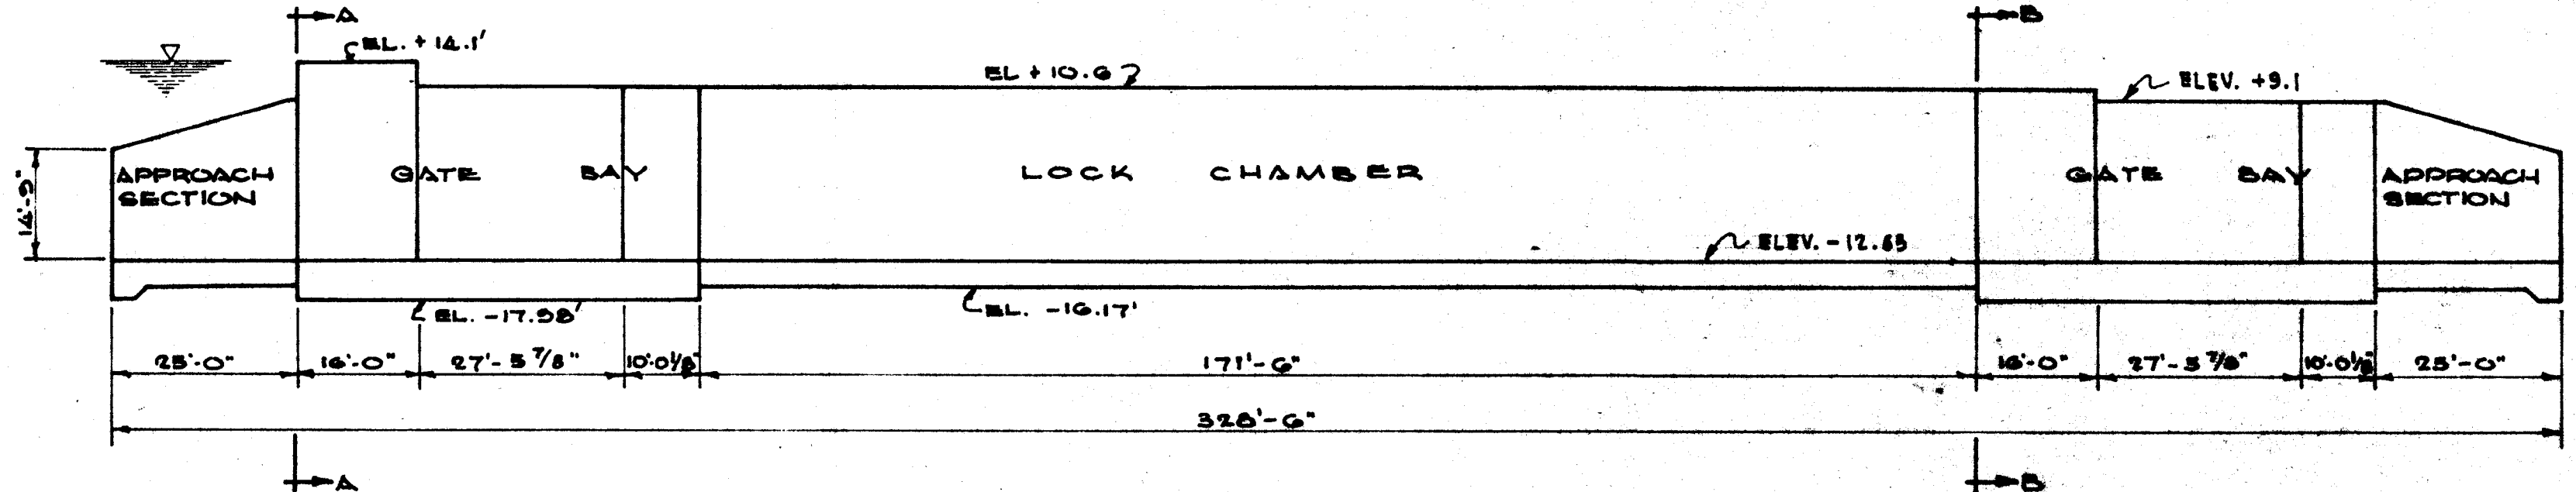 A
B
EL. +14.1'
EL +10.6
ELEV. +9.1
14'-9"
APPROACH
SECTION
GATE BAY
LOCK CHAMBER
GATE BAY
APPROACH
SECTION
ELEV. -12.65
EL. -17.98'
EL. -16.17'
25'-0"
16'-0"
27'-5 7/8"
10'-0 1/8"
171'-6"
16'-0"
27'-5 7/8"
10'-0 1/8"
25'-0"
328'-6"
A
B